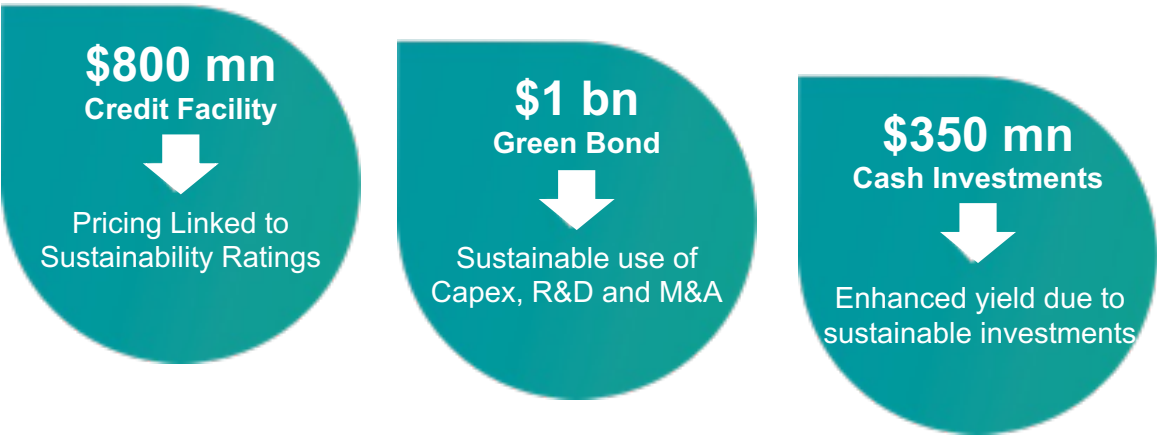 $800 mn
Credit Facility
Pricing Linked to
Sustainability Ratings
$1 bn
Green Bond
Sustainable use of
Capex, R&D and M&A
$350 mn
Cash Investments
Enhanced yield due to
sustainable investments